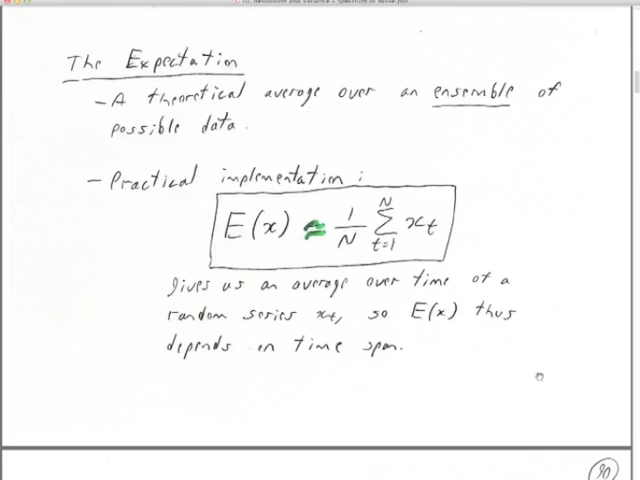 The Expectation
- A theoretical average over an ensemble of
possible data.
- Practical implementation:
E(x) ≈ 1/N Σ_{t=1}^{N} x_t
gives us an average over time of a
random series x_t, so E(x) thus
depends on time span.
90